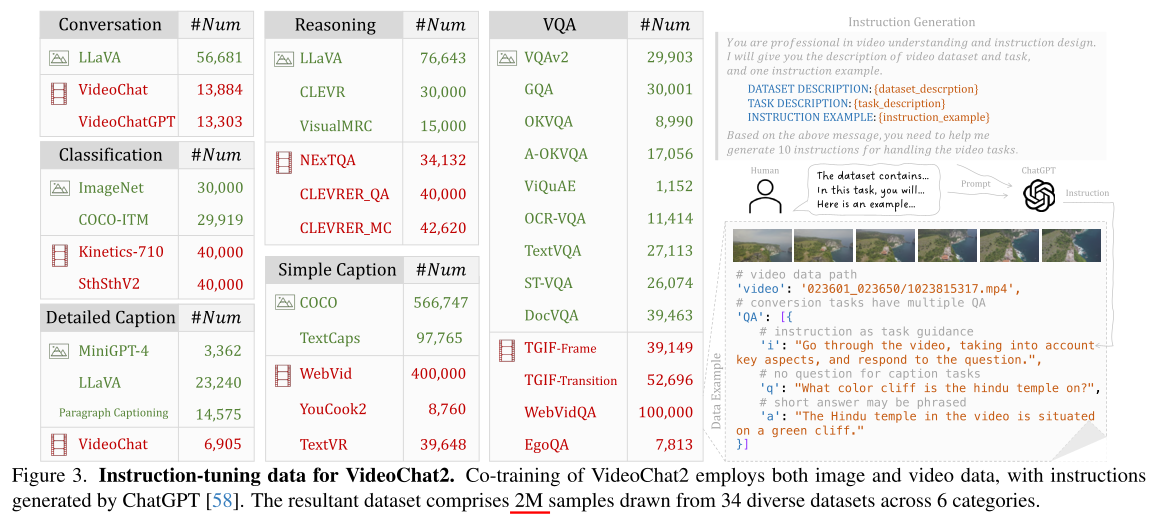 Conversation #Num
LLaVA 56,681
VideoChat 13,884
VideoChatGPT 13,303
Classification #Num
ImageNet 30,000
COCO-ITM 29,919
Kinetics-710 40,000
SthSthV2 40,000
Detailed Caption #Num
MiniGPT-4 3,362
LLaVA 23,240
Paragraph Captioning 14,575
VideoChat 6,905
Reasoning #Num
LLaVA 76,643
CLEVR 30,000
VisualMRC 15,000
NExTQA 34,132
CLEVRER_QA 40,000
CLEVRER_MC 42,620
Simple Caption #Num
COCO 566,747
TextCaps 97,765
WebVid 400,000
YouCook2 8,760
TextVR 39,648
VQA #Num
VQAv2 29,903
GQA 30,001
OKVQA 8,990
A-OKVQA 17,056
ViQuAE 1,152
OCR-VQA 11,414
TextVQA 27,113
ST-VQA 26,074
DocVQA 39,463
TGIF-Frame 39,149
TGIF-Transition 52,696
WebVidQA 100,000
EgoQA 7,813
Instruction Generation
You are professional in video understanding and instruction design.
I will give you the description of video dataset and task,
and one instruction example.
DATASET DESCRIPTION: {dataset_descrption}
TASK DESCRIPTION: {task_description}
INSTRUCTION EXAMPLE: {instruction_example}
Based on the above message, you need to help me
generate 10 instructions for handling the video tasks.
Human
The dataset contains...
In this task, you will...
Here is an example...
Prompt
ChatGPT
Instruction
Data Example
# video data path
'video': '023601_023650/1023815317.mp4',
# conversion tasks have multiple QA
'QA': [{
# instruction as task guidance
'i': "Go through the video, taking into account
key aspects, and respond to the question.",
# no question for caption tasks
'q': "What color cliff is the hindu temple on?",
# short answer may be phrased
'a': "The Hindu temple in the video is situated
on a green cliff."
}]
Figure 3. Instruction-tuning data for VideoChat2. Co-training of VideoChat2 employs both image and video data, with instructions
generated by ChatGPT [58]. The resultant dataset comprises 2M samples drawn from 34 diverse datasets across 6 categories.